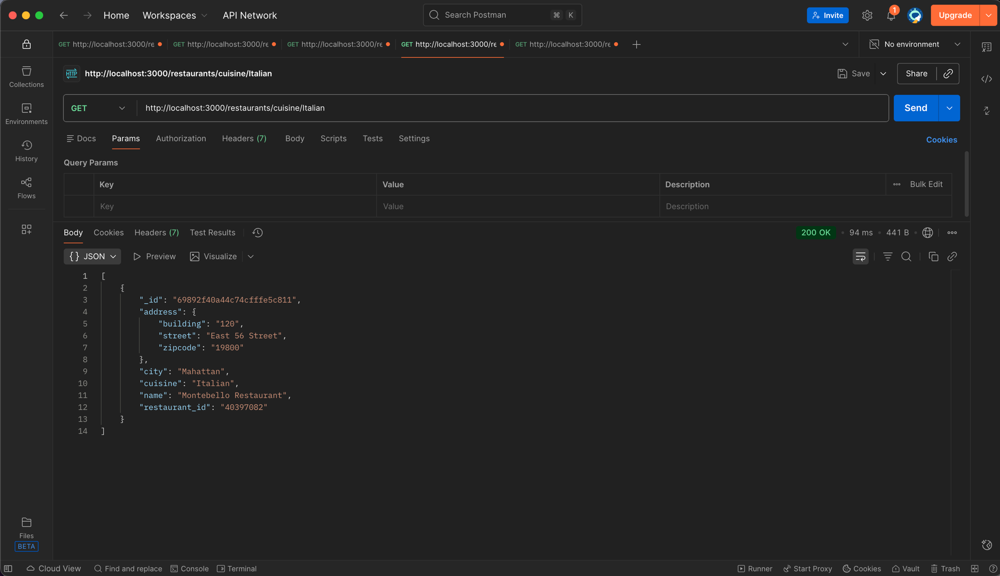 Home Workspaces API Network Search Postman ⌘ K Invite 1 Upgrade
GET http://localhost:3000/re GET http://localhost:3000/re GET http://localhost:3000/re GET http://localhost:3000/re GET http://localhost:3000/re No environment
HTTP http://localhost:3000/restaurants/cuisine/Italian Save Share
GET http://localhost:3000/restaurants/cuisine/Italian Send
Docs Params Authorization Headers (7) Body Scripts Tests Settings Cookies
Query Params
Key Value Description Bulk Edit
Key Value Description
Body Cookies Headers (7) Test Results 200 OK • 94 ms • 441 B •
{} JSON Preview Visualize
1 [
2 {
3 "_id": "69892f40a44c74cfffe5c811",
4 "address": {
5 "building": "120",
6 "street": "East 56 Street",
7 "zipcode": "19800"
8 },
9 "city": "Mahattan",
10 "cuisine": "Italian",
11 "name": "Montebello Restaurant",
12 "restaurant_id": "40397082"
13 }
14 ]
Collections
Environments
History
Flows
Files
BETA
Cloud View Find and replace Console Terminal Runner Start Proxy Cookies Vault Trash